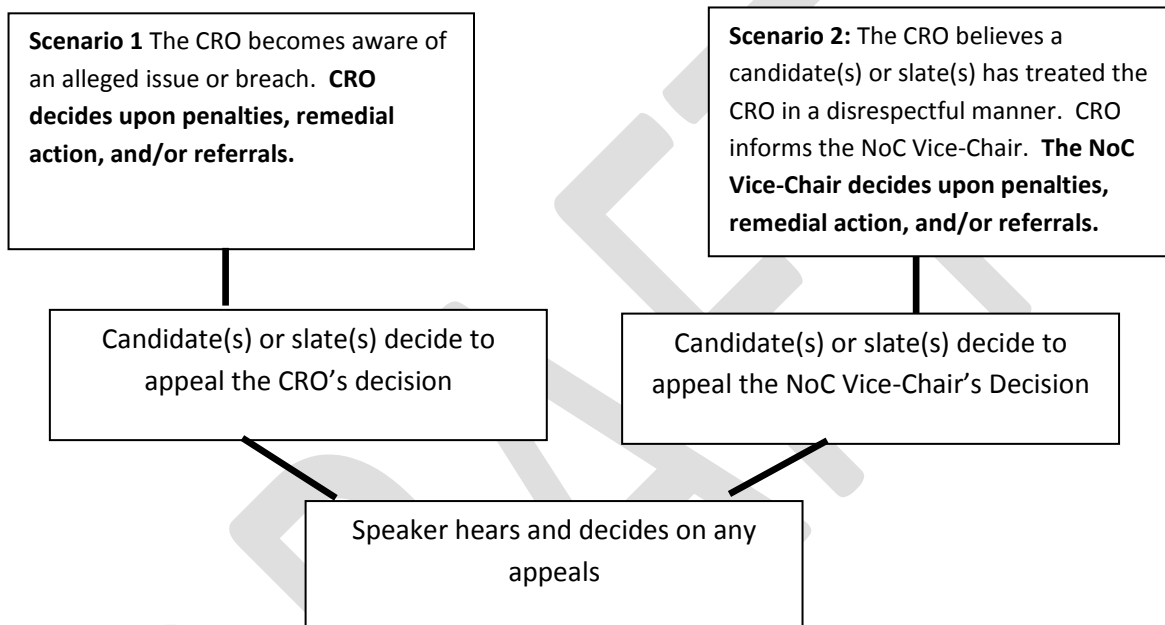 Scenario 1 The CRO becomes aware of
an alleged issue or breach. CRO
decides upon penalties, remedial
action, and/or referrals.
Scenario 2: The CRO believes a
candidate(s) or slate(s) has treated the
CRO in a disrespectful manner. CRO
informs the NoC Vice-Chair. The NoC
Vice-Chair decides upon penalties,
remedial action, and/or referrals.
Candidate(s) or slate(s) decide to
appeal the CRO’s decision
Candidate(s) or slate(s) decide to
appeal the NoC Vice-Chair’s Decision
Speaker hears and decides on any
appeals
DRAFT